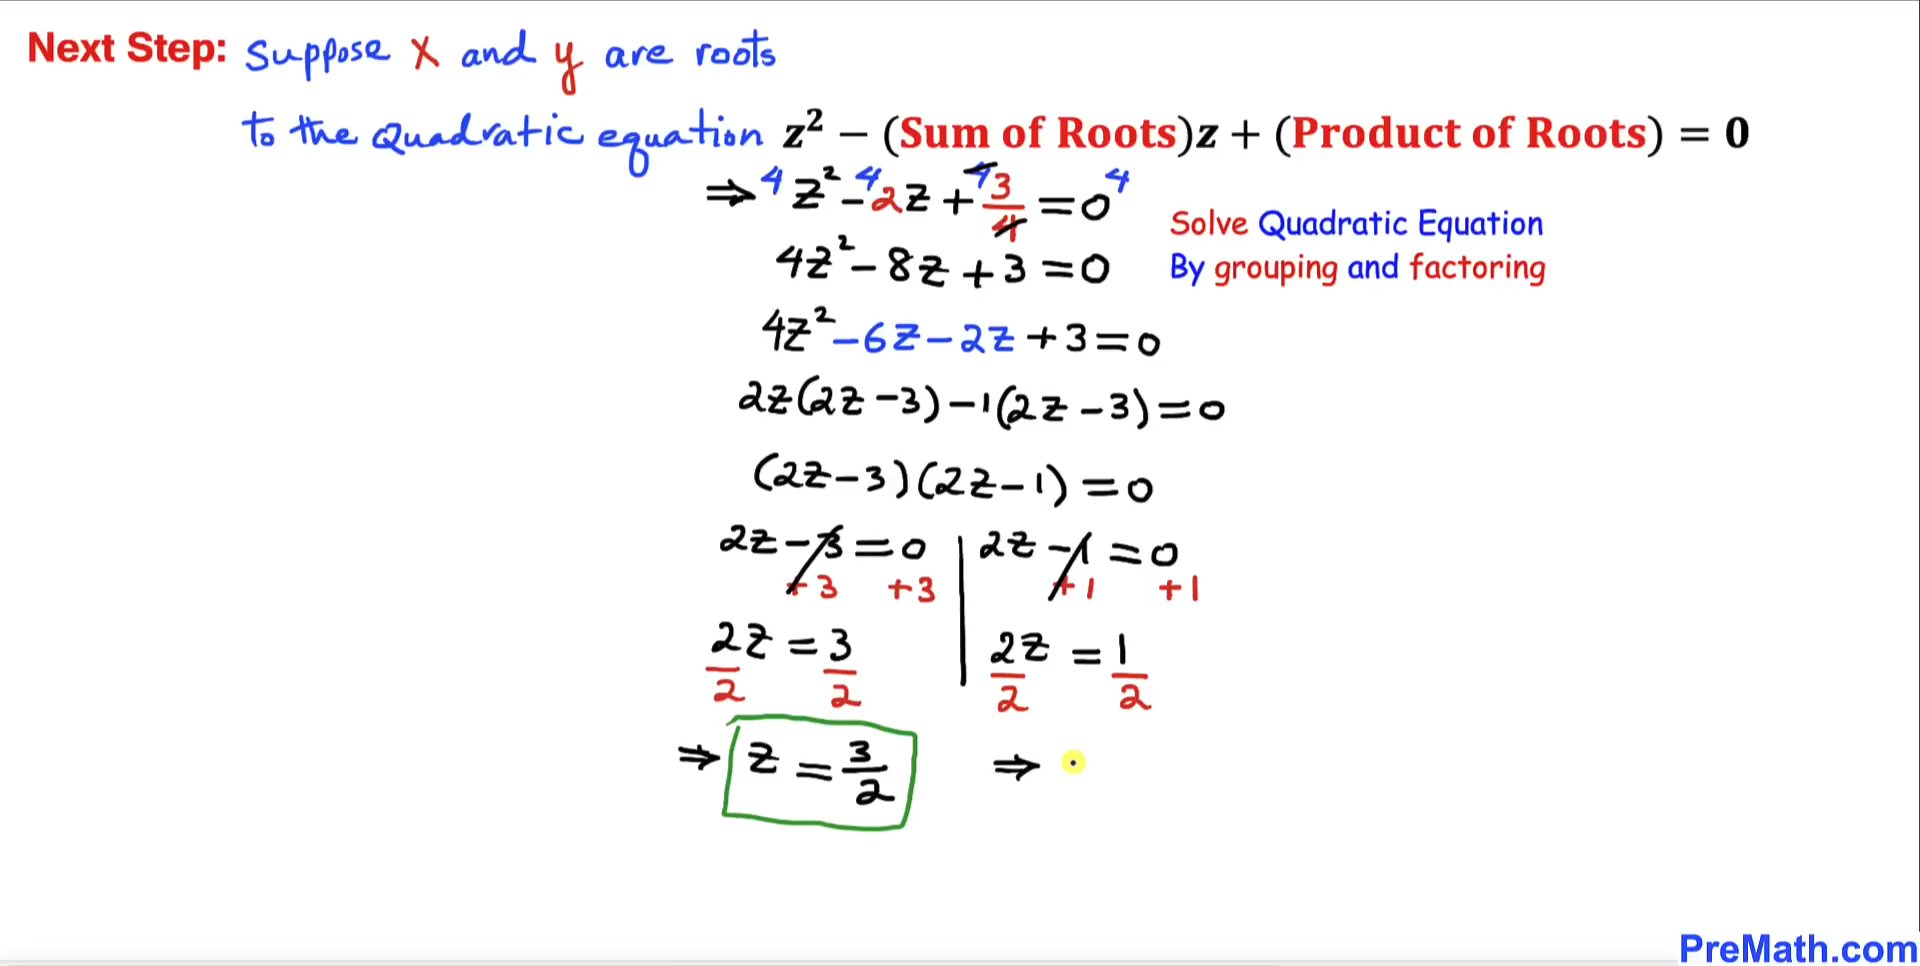 Next Step: Suppose x and y are roots
to the Quadratic equation z² − (Sum of Roots)z + (Product of Roots) = 0
⇒ 4 z² − 4 2z + 4 3/4 = 0 4
Solve Quadratic Equation
By grouping and factoring
4z² − 8z + 3 = 0
4z² − 6z − 2z + 3 = 0
2z(2z − 3) − 1(2z − 3) = 0
(2z − 3)(2z − 1) = 0
2z − 3 = 0 | 2z − 1 = 0
+3 +3 +1 +1
2z/2 = 3/2 2z/2 = 1/2
⇒ z = 3/2 ⇒
PreMath.com